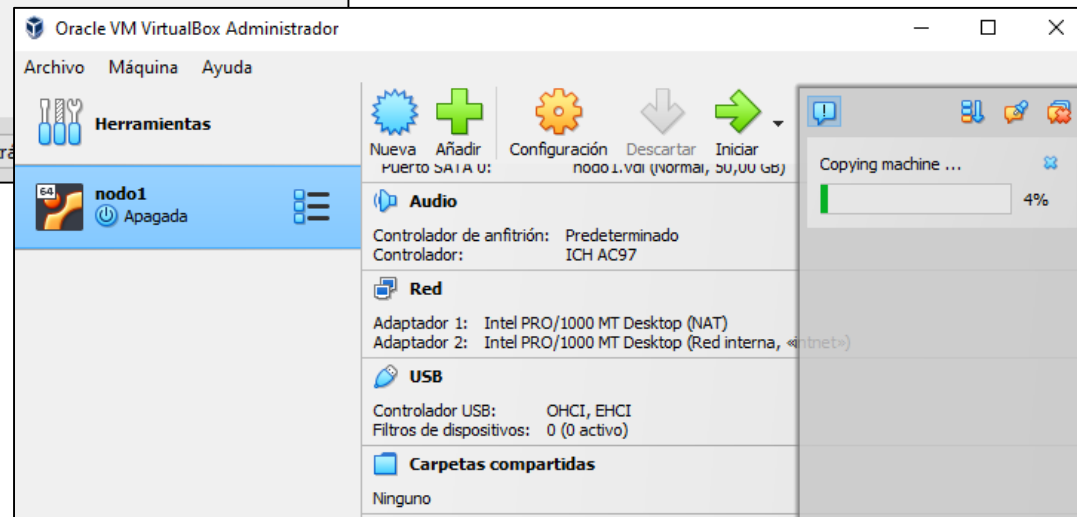 Oracle VM VirtualBox Administrador
Archivo Máquina Ayuda
Herramientas
Nueva Añadir Configuración Descartar Iniciar
Puerto SATA 0: nodo1.vdi (Normal, 50,00 GB)
64
nodo1
Apagada
Audio
Controlador de anfitrión: Predeterminado
Controlador: ICH AC97
Red
Adaptador 1: Intel PRO/1000 MT Desktop (NAT)
Adaptador 2: Intel PRO/1000 MT Desktop (Red interna, «intnet»)
USB
Controlador USB: OHCI, EHCI
Filtros de dispositivos: 0 (0 activo)
Carpetas compartidas
Ninguno
Copying machine ...
4%